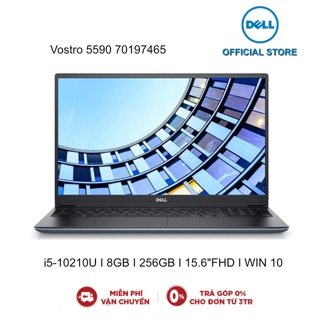 Vostro 5590 70197465
DELL
OFFICIAL STORE
DELL
i5-10210U I 8GB I 256GB I 15.6"FHD I WIN 10
MIỄN PHÍ
VẬN CHUYỂN
0%
TRẢ GÓP 0%
CHO ĐƠN TỪ 3TR